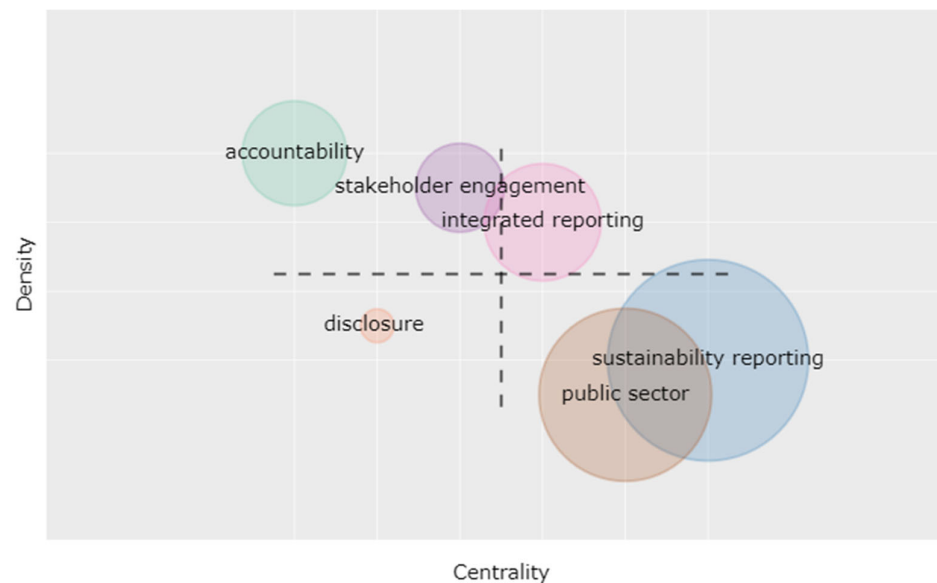 accountability
stakeholder engagement
integrated reporting
Density
disclosure
sustainability reporting
public sector
Centrality